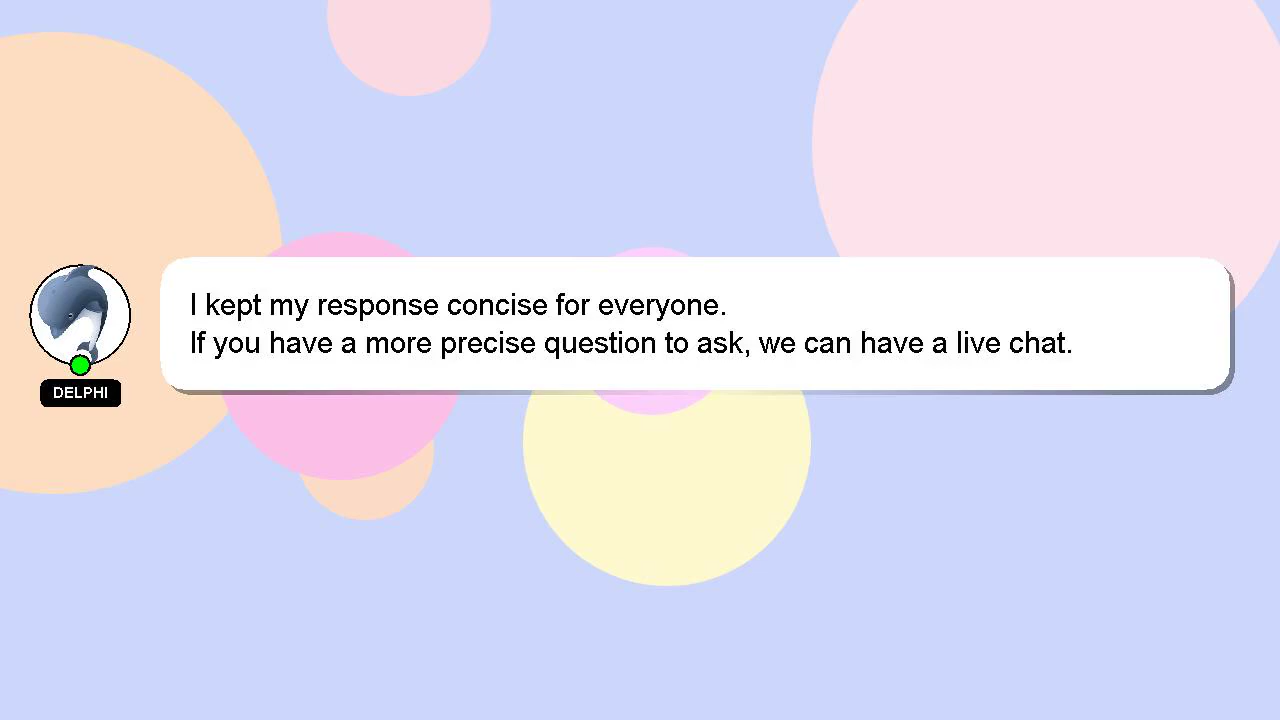 I kept my response concise for everyone.
If you have a more precise question to ask, we can have a live chat.
DELPHI